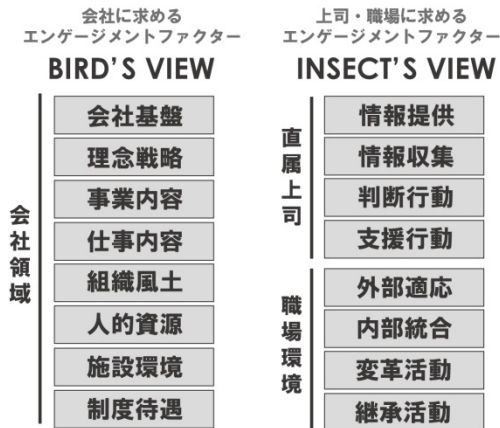 会社に求める
エンゲージメントファクター
BIRD'S VIEW
会社領域
会社基盤
理念戦略
事業内容
仕事内容
組織風土
人的資源
施設環境
制度待遇
上司・職場に求める
エンゲージメントファクター
INSECT'S VIEW
直属上司
情報提供
情報収集
判断行動
支援行動
職場環境
外部適応
内部統合
変革活動
継承活動